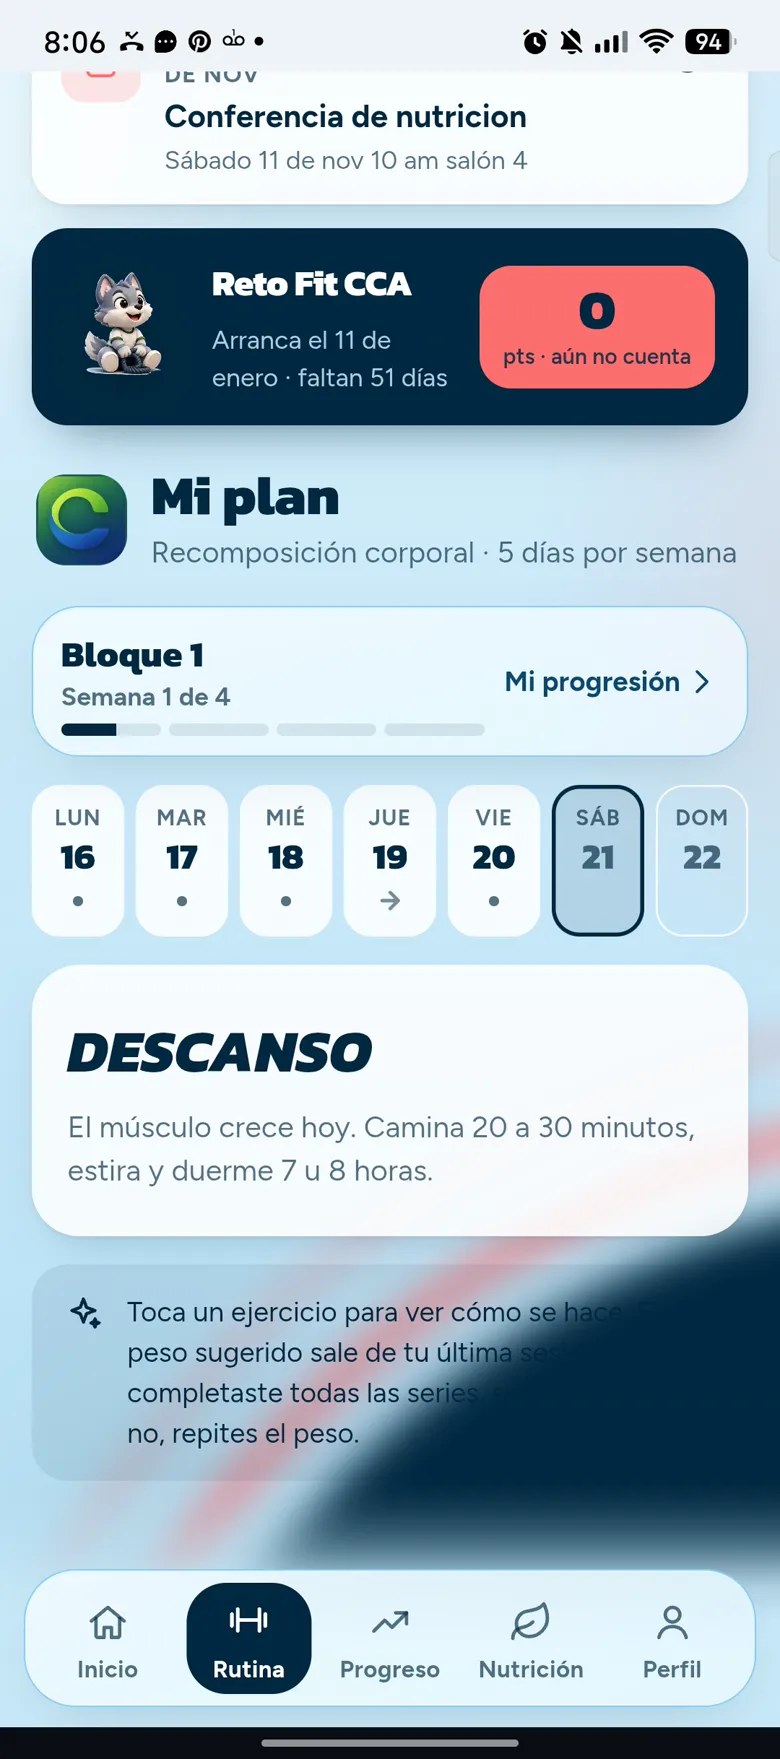 8:06
94
DE NOV
Conferencia de nutricion
Sábado 11 de nov 10 am salón 4
Reto Fit CCA
Arranca el 11 de
enero · faltan 51 días
0
pts · aún no cuenta
Mi plan
Recomposición corporal · 5 días por semana
Bloque 1
Semana 1 de 4
Mi progresión
LUN MAR MIÉ JUE VIE SÁB DOM
16 17 18 19 20 21 22
DESCANSO
El músculo crece hoy. Camina 20 a 30 minutos,
estira y duerme 7 u 8 horas.
Toca un ejercicio para ver cómo se hace.
peso sugerido sale de tu última
completaste todas las series,
no, repites el peso.
Inicio Rutina Progreso Nutrición Perfil